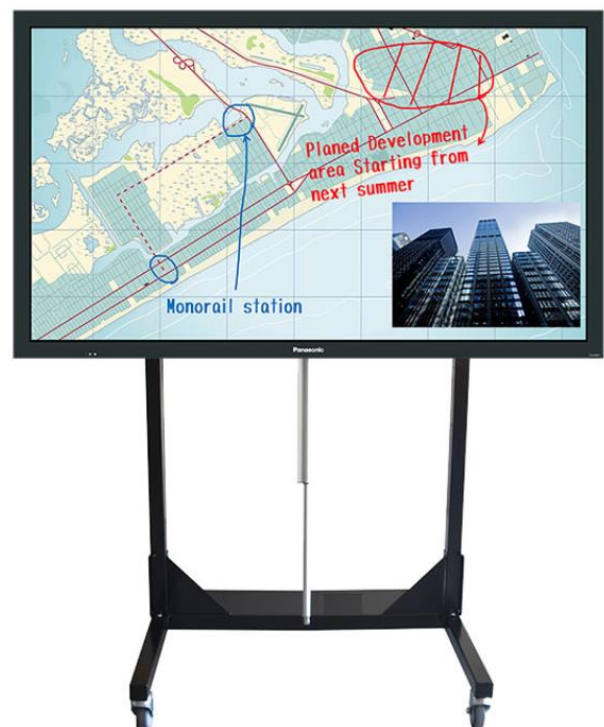 Planed Development
area Starting from
next summer
Monorail station
Panasonic